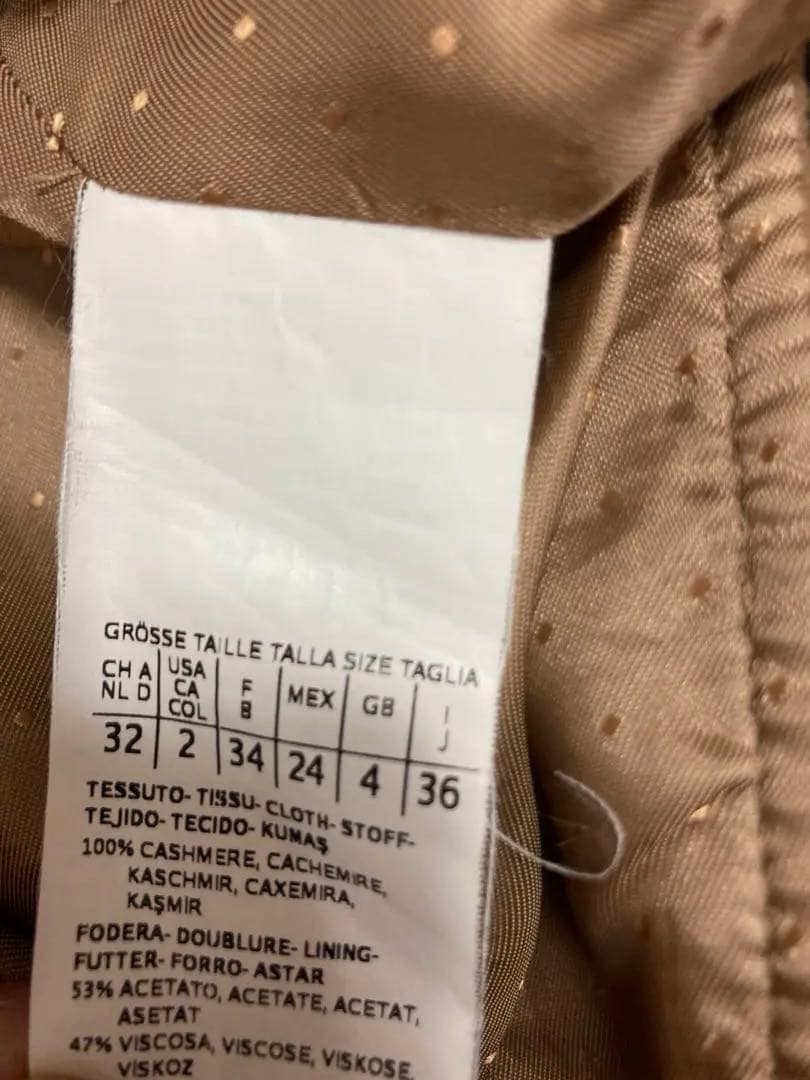 GRÖSSE TAILLE TALLA SIZE TAGLIA
CH A NL D USA CA COL F B MEX GB I J
32 2 34 24 4 36
TESSUTO- TISSU- CLOTH- STOFF-
TEJIDO- TECIDO- KUMAŞ
100% CASHMERE, CACHEMIRE,
KASCHMIR, CAXEMIRA,
KAŞMIR
FODERA- DOUBLURE- LINING-
FUTTER- FORRO- ASTAR
53% ACETATO, ACETATE, ACETAT,
ASETAT
47% VISCOSA, VISCOSE, VISKOSE,
VİSKOZ